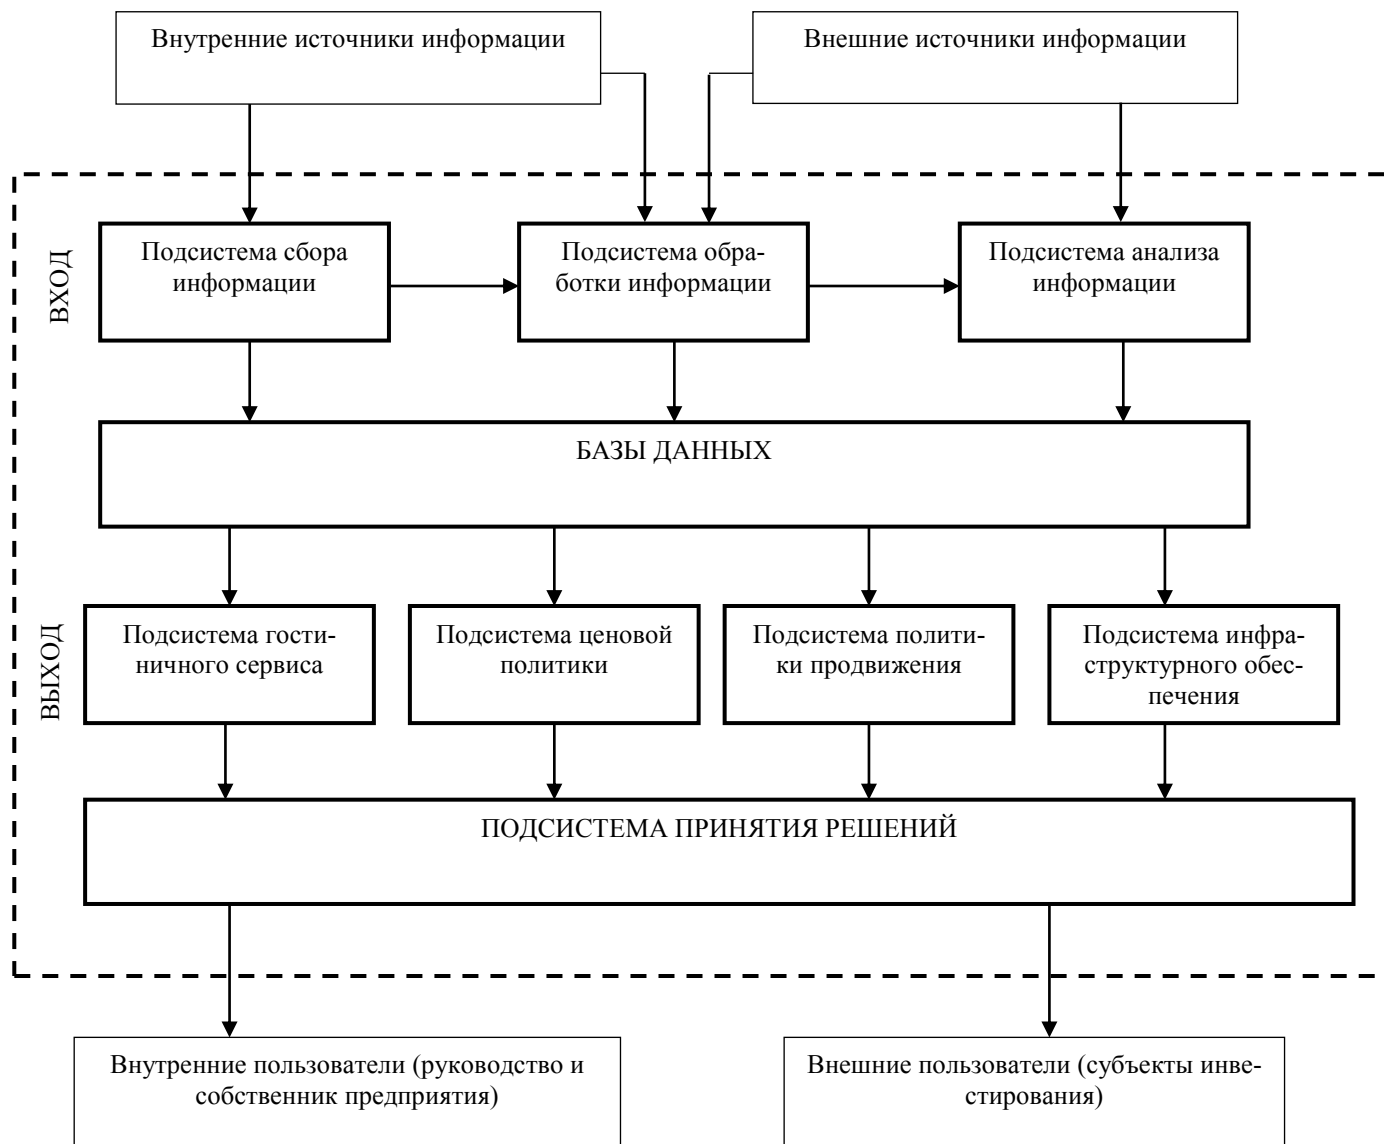 Внутренние источники информации
Внешние источники информации
ВХОД
Подсистема сбора
информации
Подсистема обра-
ботки информации
Подсистема анализа
информации
БАЗЫ ДАННЫХ
ВЫХОД
Подсистема гости-
ничного сервиса
Подсистема ценовой
политики
Подсистема полити-
ки продвижения
Подсистема инфра-
структурного обес-
печения
ПОДСИСТЕМА ПРИНЯТИЯ РЕШЕНИЙ
Внутренние пользователи (руководство и
собственник предприятия)
Внешние пользователи (субъекты инве-
стирования)